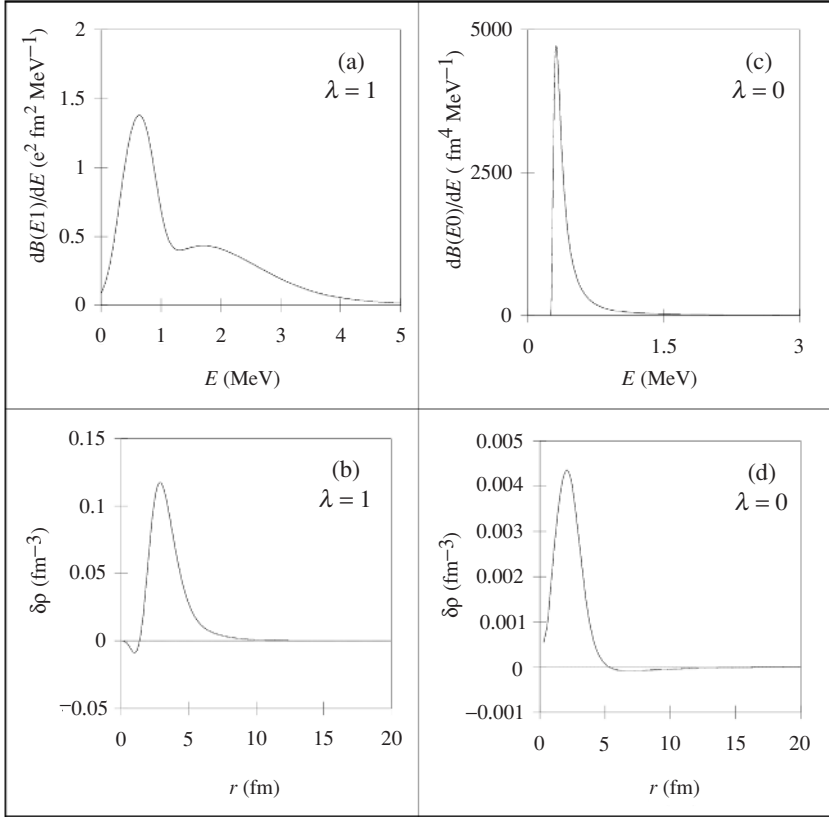 2
1.5
1
0.5
0
dB(E1)/dE (e² fm² MeV⁻¹)
(a)
λ = 1
0 1 2 3 4 5
E (MeV)
5000
2500
0
dB(E0)/dE ( fm⁴ MeV⁻¹)
(c)
λ = 0
0 1.5 3
E (MeV)
0.15
0.1
0.05
0
−0.05
δρ (fm−3)
(b)
λ = 1
0 5 10 15 20
r (fm)
0.005
0.004
0.003
0.002
0.001
0
−0.001
δρ (fm−3)
(d)
λ = 0
0 5 10 15 20
r (fm)